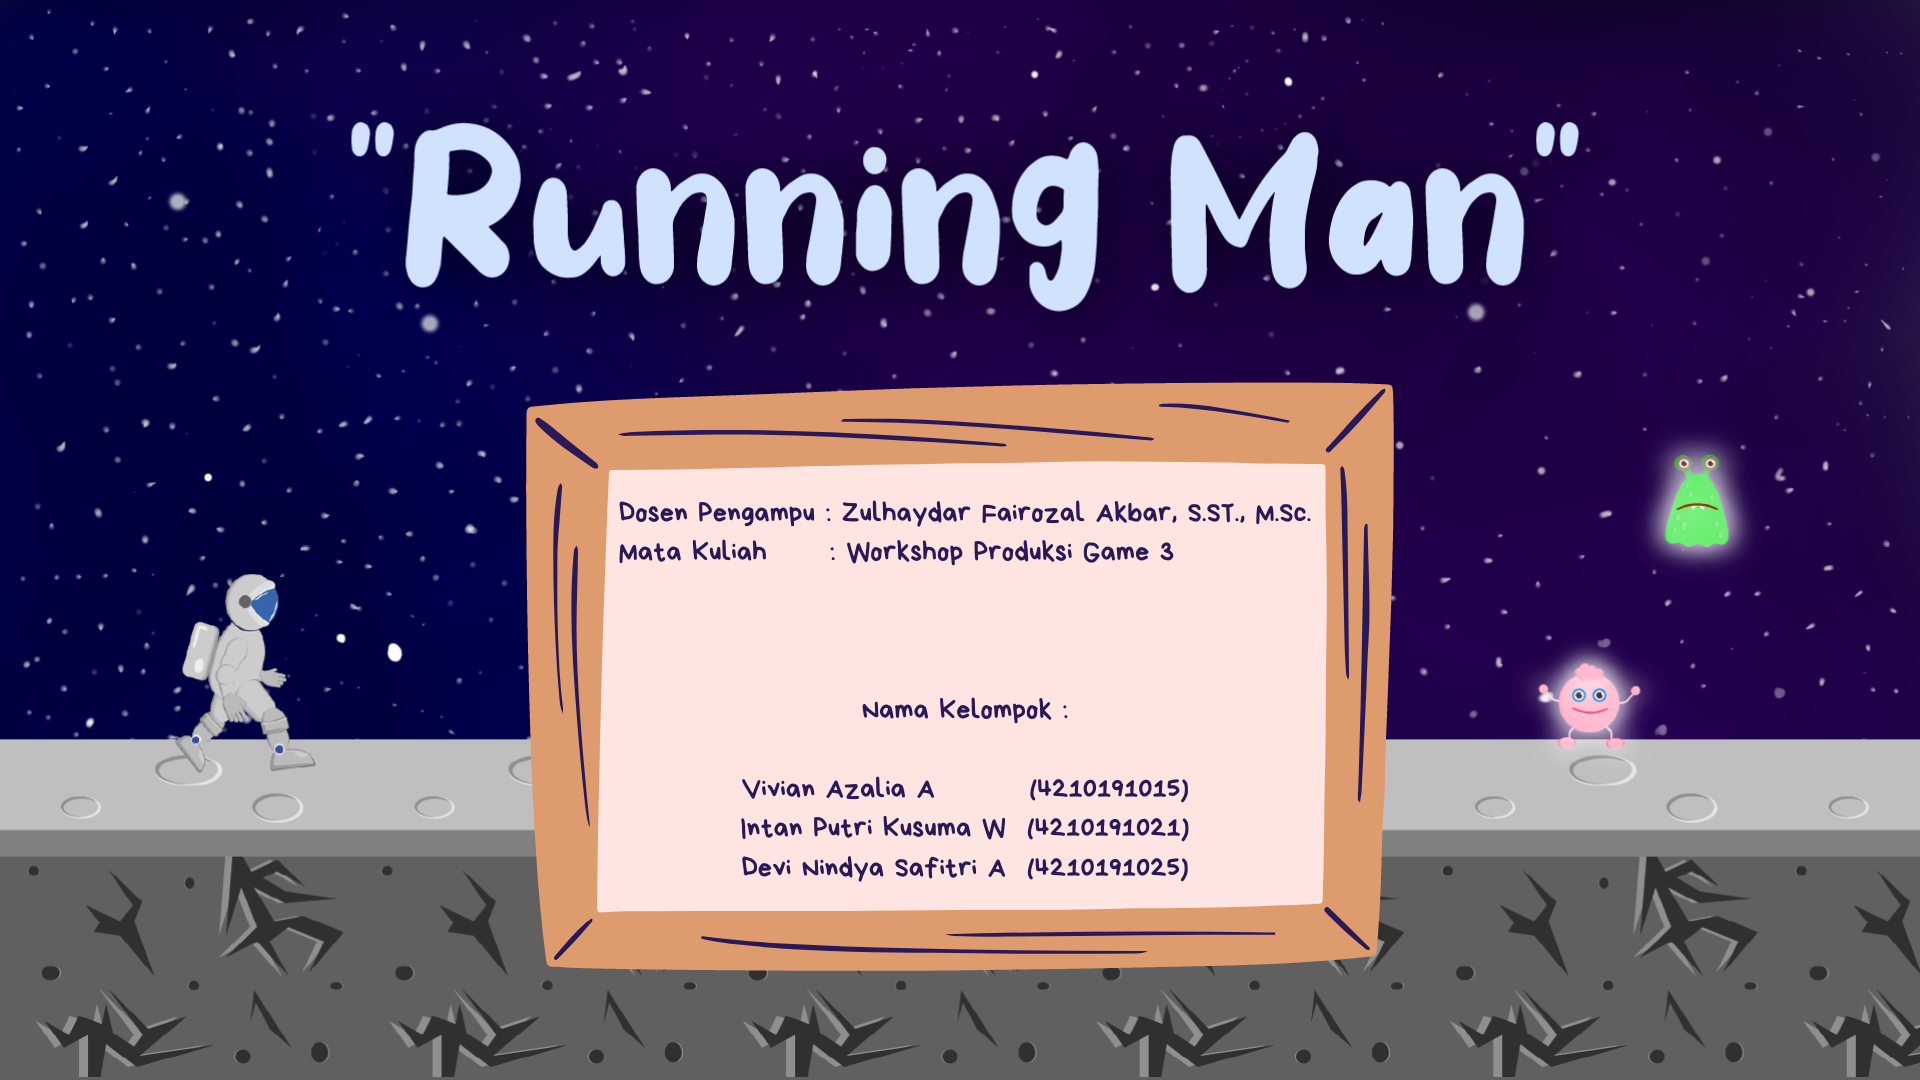 "Running Man"
Dosen Pengampu : Zulhaydar Fairozal Akbar, S.ST., M.Sc.
Mata Kuliah : Workshop Produksi Game 3
Nama Kelompok :
Vivian Azalia A (4210191015)
Intan Putri Kusuma W (4210191021)
Devi Nindya Safitri A (4210191025)